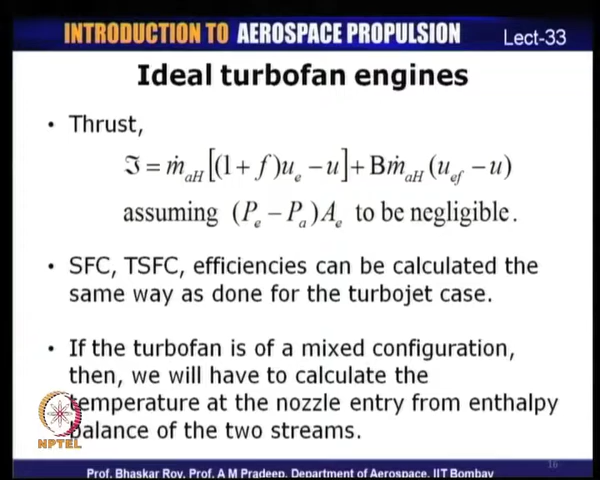 INTRODUCTION TO AEROSPACE PROPULSION
Lect-33
Ideal turbofan engines
• Thrust,
ℑ = ṁ_aH [(1 + f)u_e − u] + Bṁ_aH (u_ef − u)
assuming (P_e − P_a)A_e to be negligible.
• SFC, TSFC, efficiencies can be calculated the
same way as done for the turbojet case.
• If the turbofan is of a mixed configuration,
then, we will have to calculate the
temperature at the nozzle entry from enthalpy
balance of the two streams.
NPTEL
16
Prof. Bhaskar Roy, Prof. A M Pradeep, Department of Aerospace, IIT Bombay